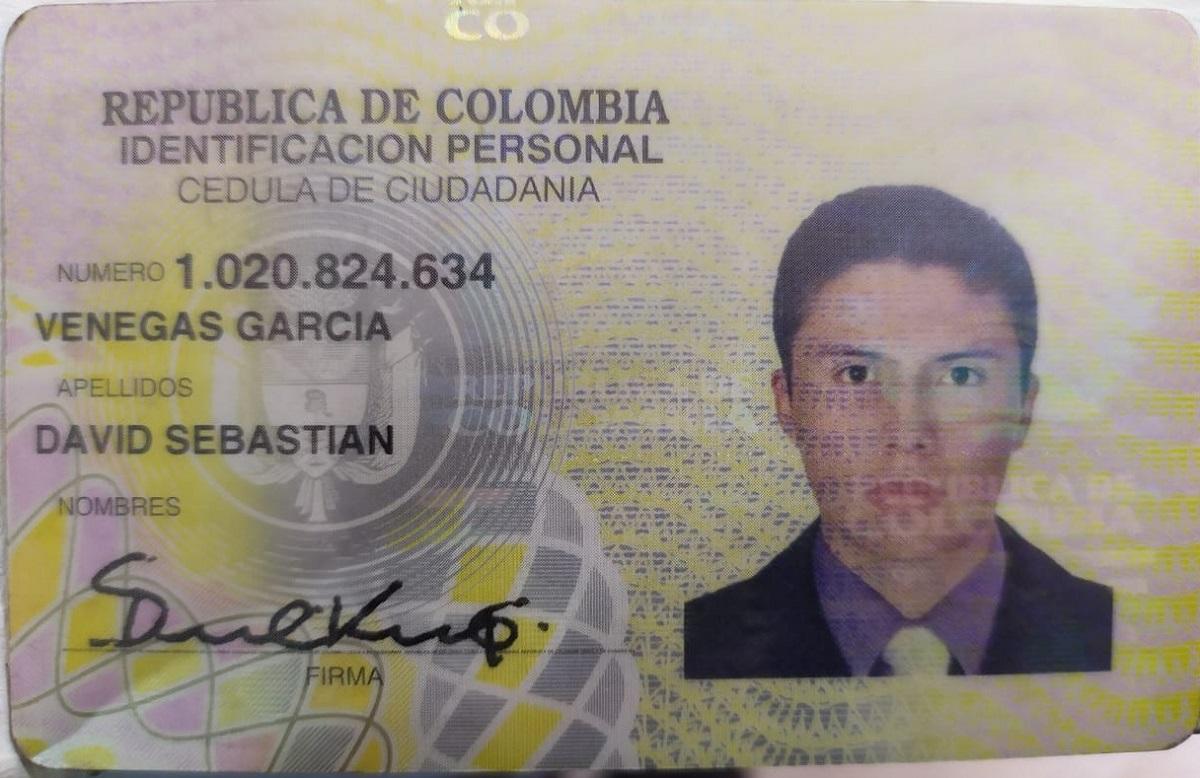 CO
REPUBLICA DE COLOMBIA
IDENTIFICACION PERSONAL
CEDULA DE CIUDADANIA
NUMERO 1.020.824.634
VENEGAS GARCIA
APELLIDOS
DAVID SEBASTIAN
NOMBRES
FIRMA